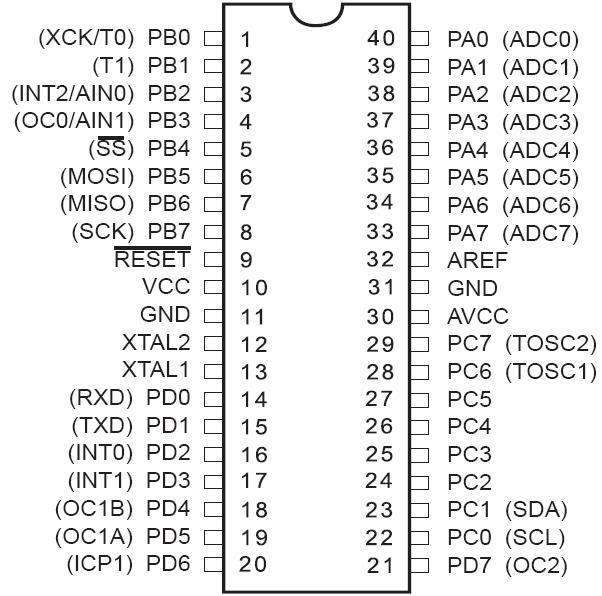 (XCK/T0) PB0 1 40 PA0 (ADC0)
(T1) PB1 2 39 PA1 (ADC1)
(INT2/AIN0) PB2 3 38 PA2 (ADC2)
(OC0/AIN1) PB3 4 37 PA3 (ADC3)
(SS) PB4 5 36 PA4 (ADC4)
(MOSI) PB5 6 35 PA5 (ADC5)
(MISO) PB6 7 34 PA6 (ADC6)
(SCK) PB7 8 33 PA7 (ADC7)
RESET 9 32 AREF
VCC 10 31 GND
GND 11 30 AVCC
XTAL2 12 29 PC7 (TOSC2)
XTAL1 13 28 PC6 (TOSC1)
(RXD) PD0 14 27 PC5
(TXD) PD1 15 26 PC4
(INT0) PD2 16 25 PC3
(INT1) PD3 17 24 PC2
(OC1B) PD4 18 23 PC1 (SDA)
(OC1A) PD5 19 22 PC0 (SCL)
(ICP1) PD6 20 21 PD7 (OC2)